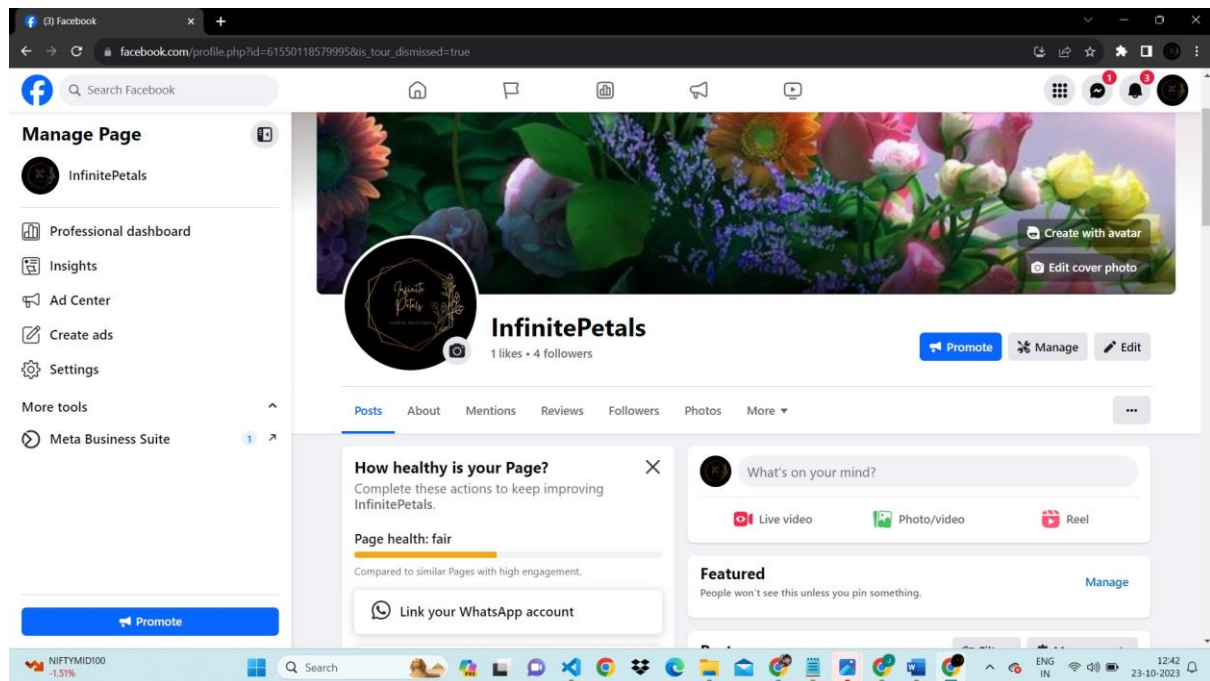 (3) Facebook
facebook.com/profile.php?id=61550118579995&is_tour_dismissed=true
Search Facebook
1
3
Manage Page
InfinitePetals
Professional dashboard
Insights
Ad Center
Create ads
Settings
More tools
Meta Business Suite 1
Promote
Create with avatar
Edit cover photo
Infinite
Petals
InfinitePetals
1 likes • 4 followers
Promote Manage Edit
Posts About Mentions Reviews Followers Photos More
How healthy is your Page?
Complete these actions to keep improving
InfinitePetals.
Page health: fair
Compared to similar Pages with high engagement.
Link your WhatsApp account
What's on your mind?
Live video Photo/video Reel
Featured Manage
People won't see this unless you pin something.
NIFTYMID100
-1.51%
Search
ENG
IN
12:42
23-10-2023